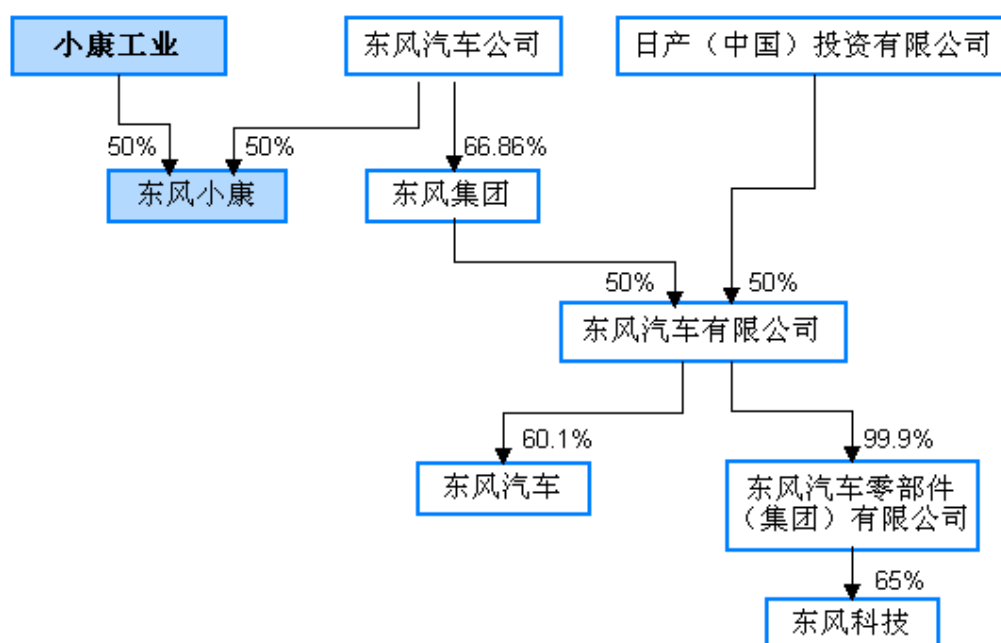 小康工业
东风汽车公司
日产（中国）投资有限公司
50%
50%
66.86%
东风小康
东风集团
50%
50%
东风汽车有限公司
60.1%
99.9%
东风汽车
东风汽车零部件
（集团）有限公司
65%
东风科技